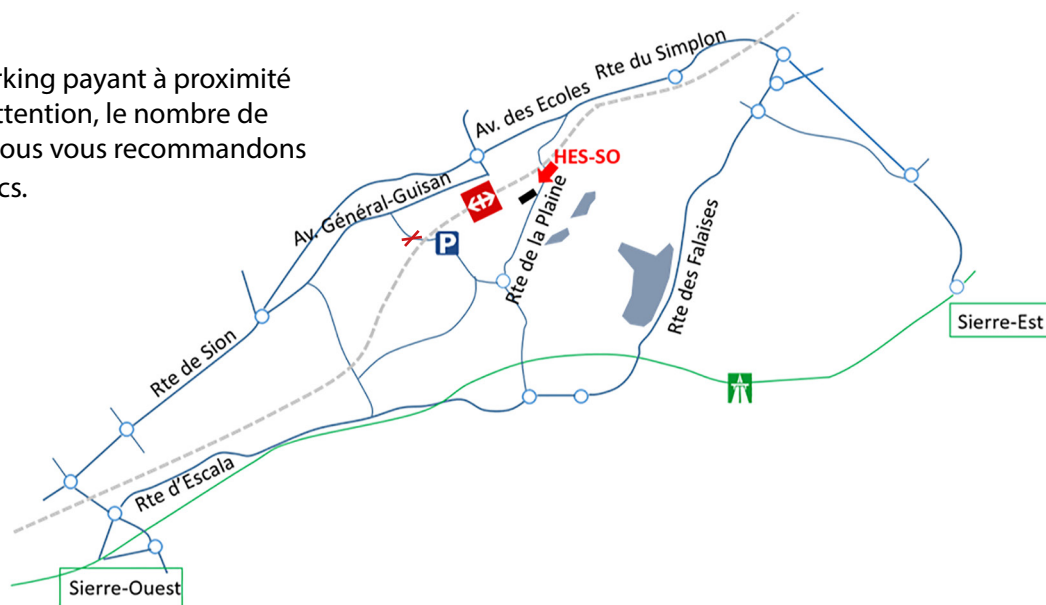 rking payant à proximité
ttention, le nombre de
ous vous recommandons
cs.
Rte du Simplon
Av. des Ecoles
HES-SO
Av. Général-Guisan
P
Rte de la Plaine
Rte des Falaises
Rte de Sion
Sierre-Est
Rte d'Escala
Sierre-Ouest